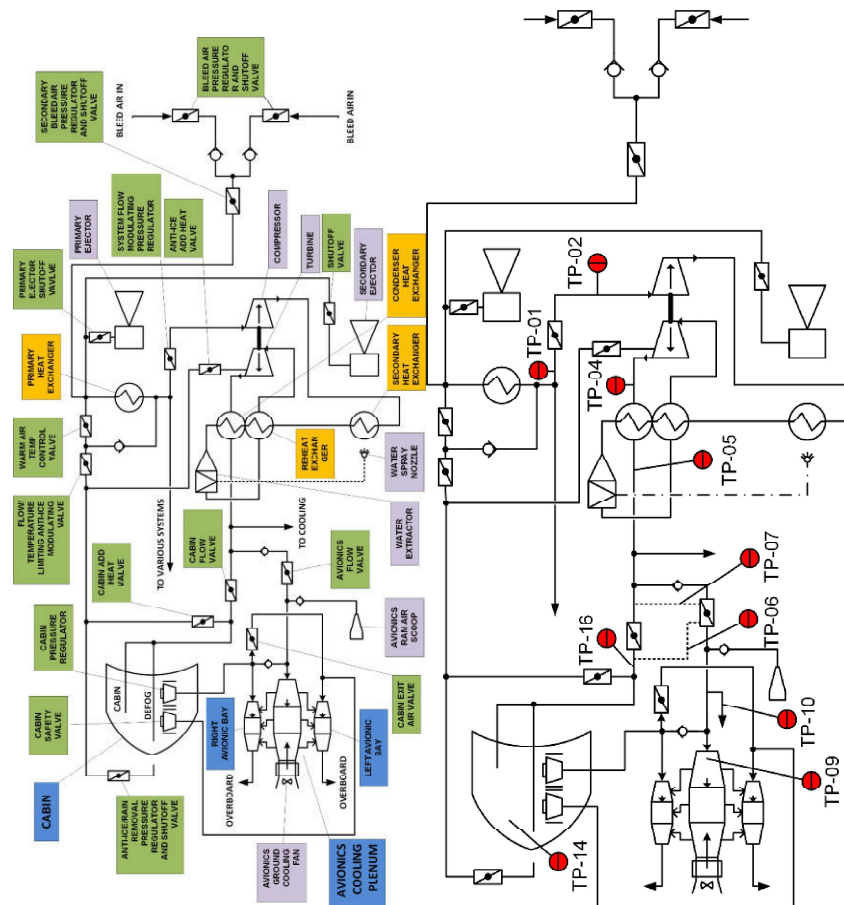 SECONDARY
BLEED AIR
PRESSURE
REGULATOR
AND SHUTOFF
VALVE
BLEED AIR
PRESSURE
REGULATO
R AND
SHUTOFF
VALVE
BLEED AIR IN
BLEED AIR IN
PRIMARY
EJECTOR
SYSTEM FLOW
MODULATING
PRESSURE
REGULATOR
ANTI-ICE
ADD HEAT
VALVE
COMPRESSOR
TURBINE
SHUTOFF
VALVE
SECONDARY
EJECTOR
CONDENSER
HEAT
EXCHANGER
PRIMARY
EJECTOR
SHUTOFF
PRIMARY
HEAT
EXCHANGER
SECONDARY HEAT
EXCHANGER
WARM AIR
TEMP
CONTROL
VALVE
REHEAT
EXCHAN
GER
WATER
SPRAY
NOZZLE
FLOW/
TEMPERATURE
LIMITING ANTI-ICE
MODULATING
VALVE
WATER
EXTRACTOR
TO VARIOUS SYSTEMS
TO COOLING
CABIN ADD
HEAT
VALVE
CABIN
FLOW
VALVE
AVIONICS
FLOW VALVE
CABIN
PRESSURE
REGULATOR
AVIONICS
RAN AIR
SCOOP
CABIN
SAFETY
VALVE
CABIN
DEFOG
CABIN EXIT
AIR VALVE
RIGHT
AVIONIC BAY
LEFT AVIONIC
BAY
CABIN
OVERBOARD
OVERBOARD
ANTI-ICE/RAIN
REMOVAL
PRESSURE
REGULATOR
AND SHUTOFF
VALVE
AVIONICS
GROUND
COOLING
FAN
AVIONICS
COOLING
PLENUM
TP-02
TP-01
TP-04
TP-05
TP-07
TP-06
TP-16
TP-10
TP-09
TP-14